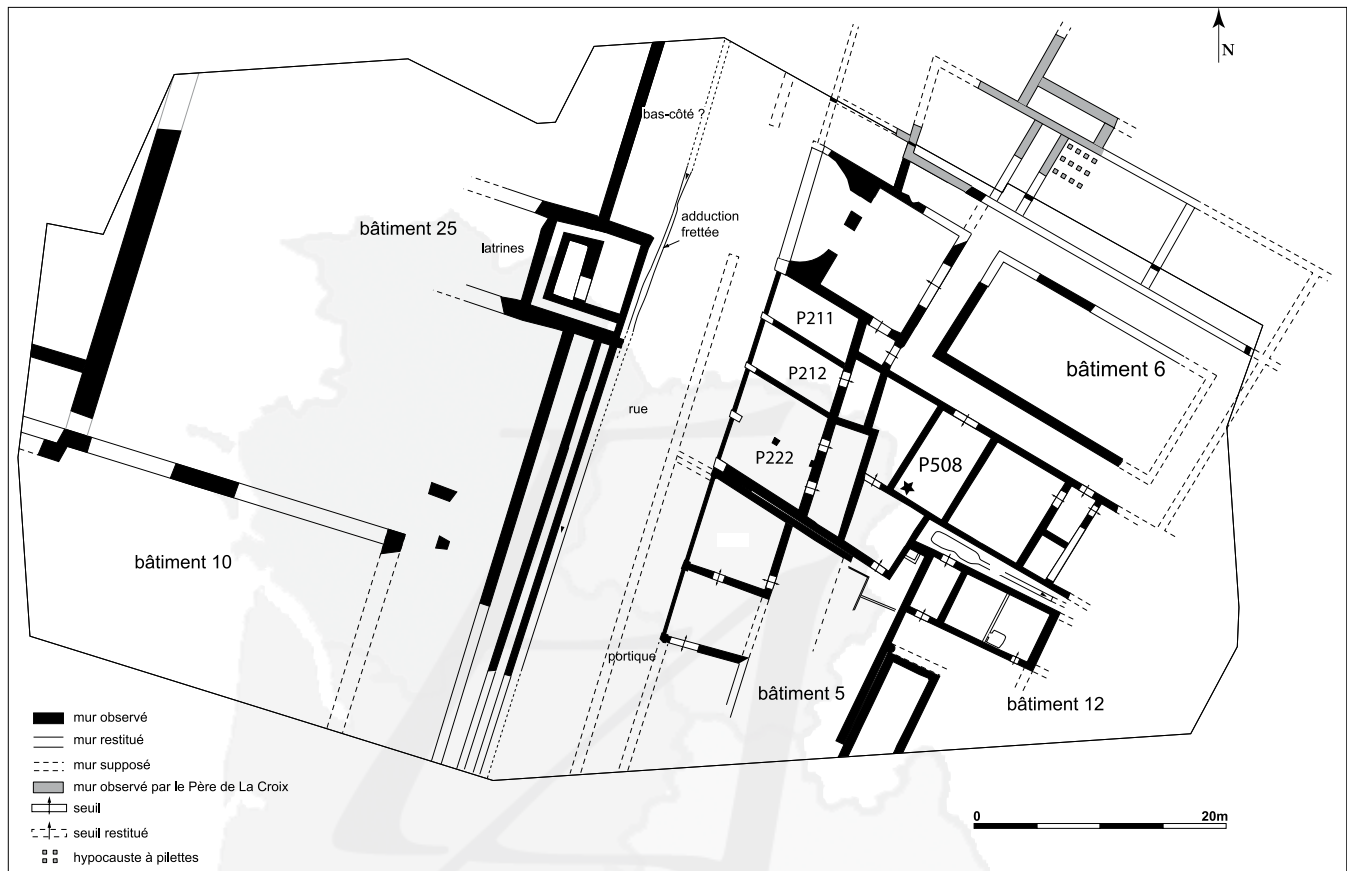 N
bas-côté ?
adduction
frettée
bâtiment 25
latrines
P211
P212
bâtiment 6
rue
P222
P508
bâtiment 10
portique
bâtiment 5
bâtiment 12
mur observé
mur restitué
mur supposé
mur observé par le Père de La Croix
seuil
seuil restitué
hypocauste à pilettes
0 20m